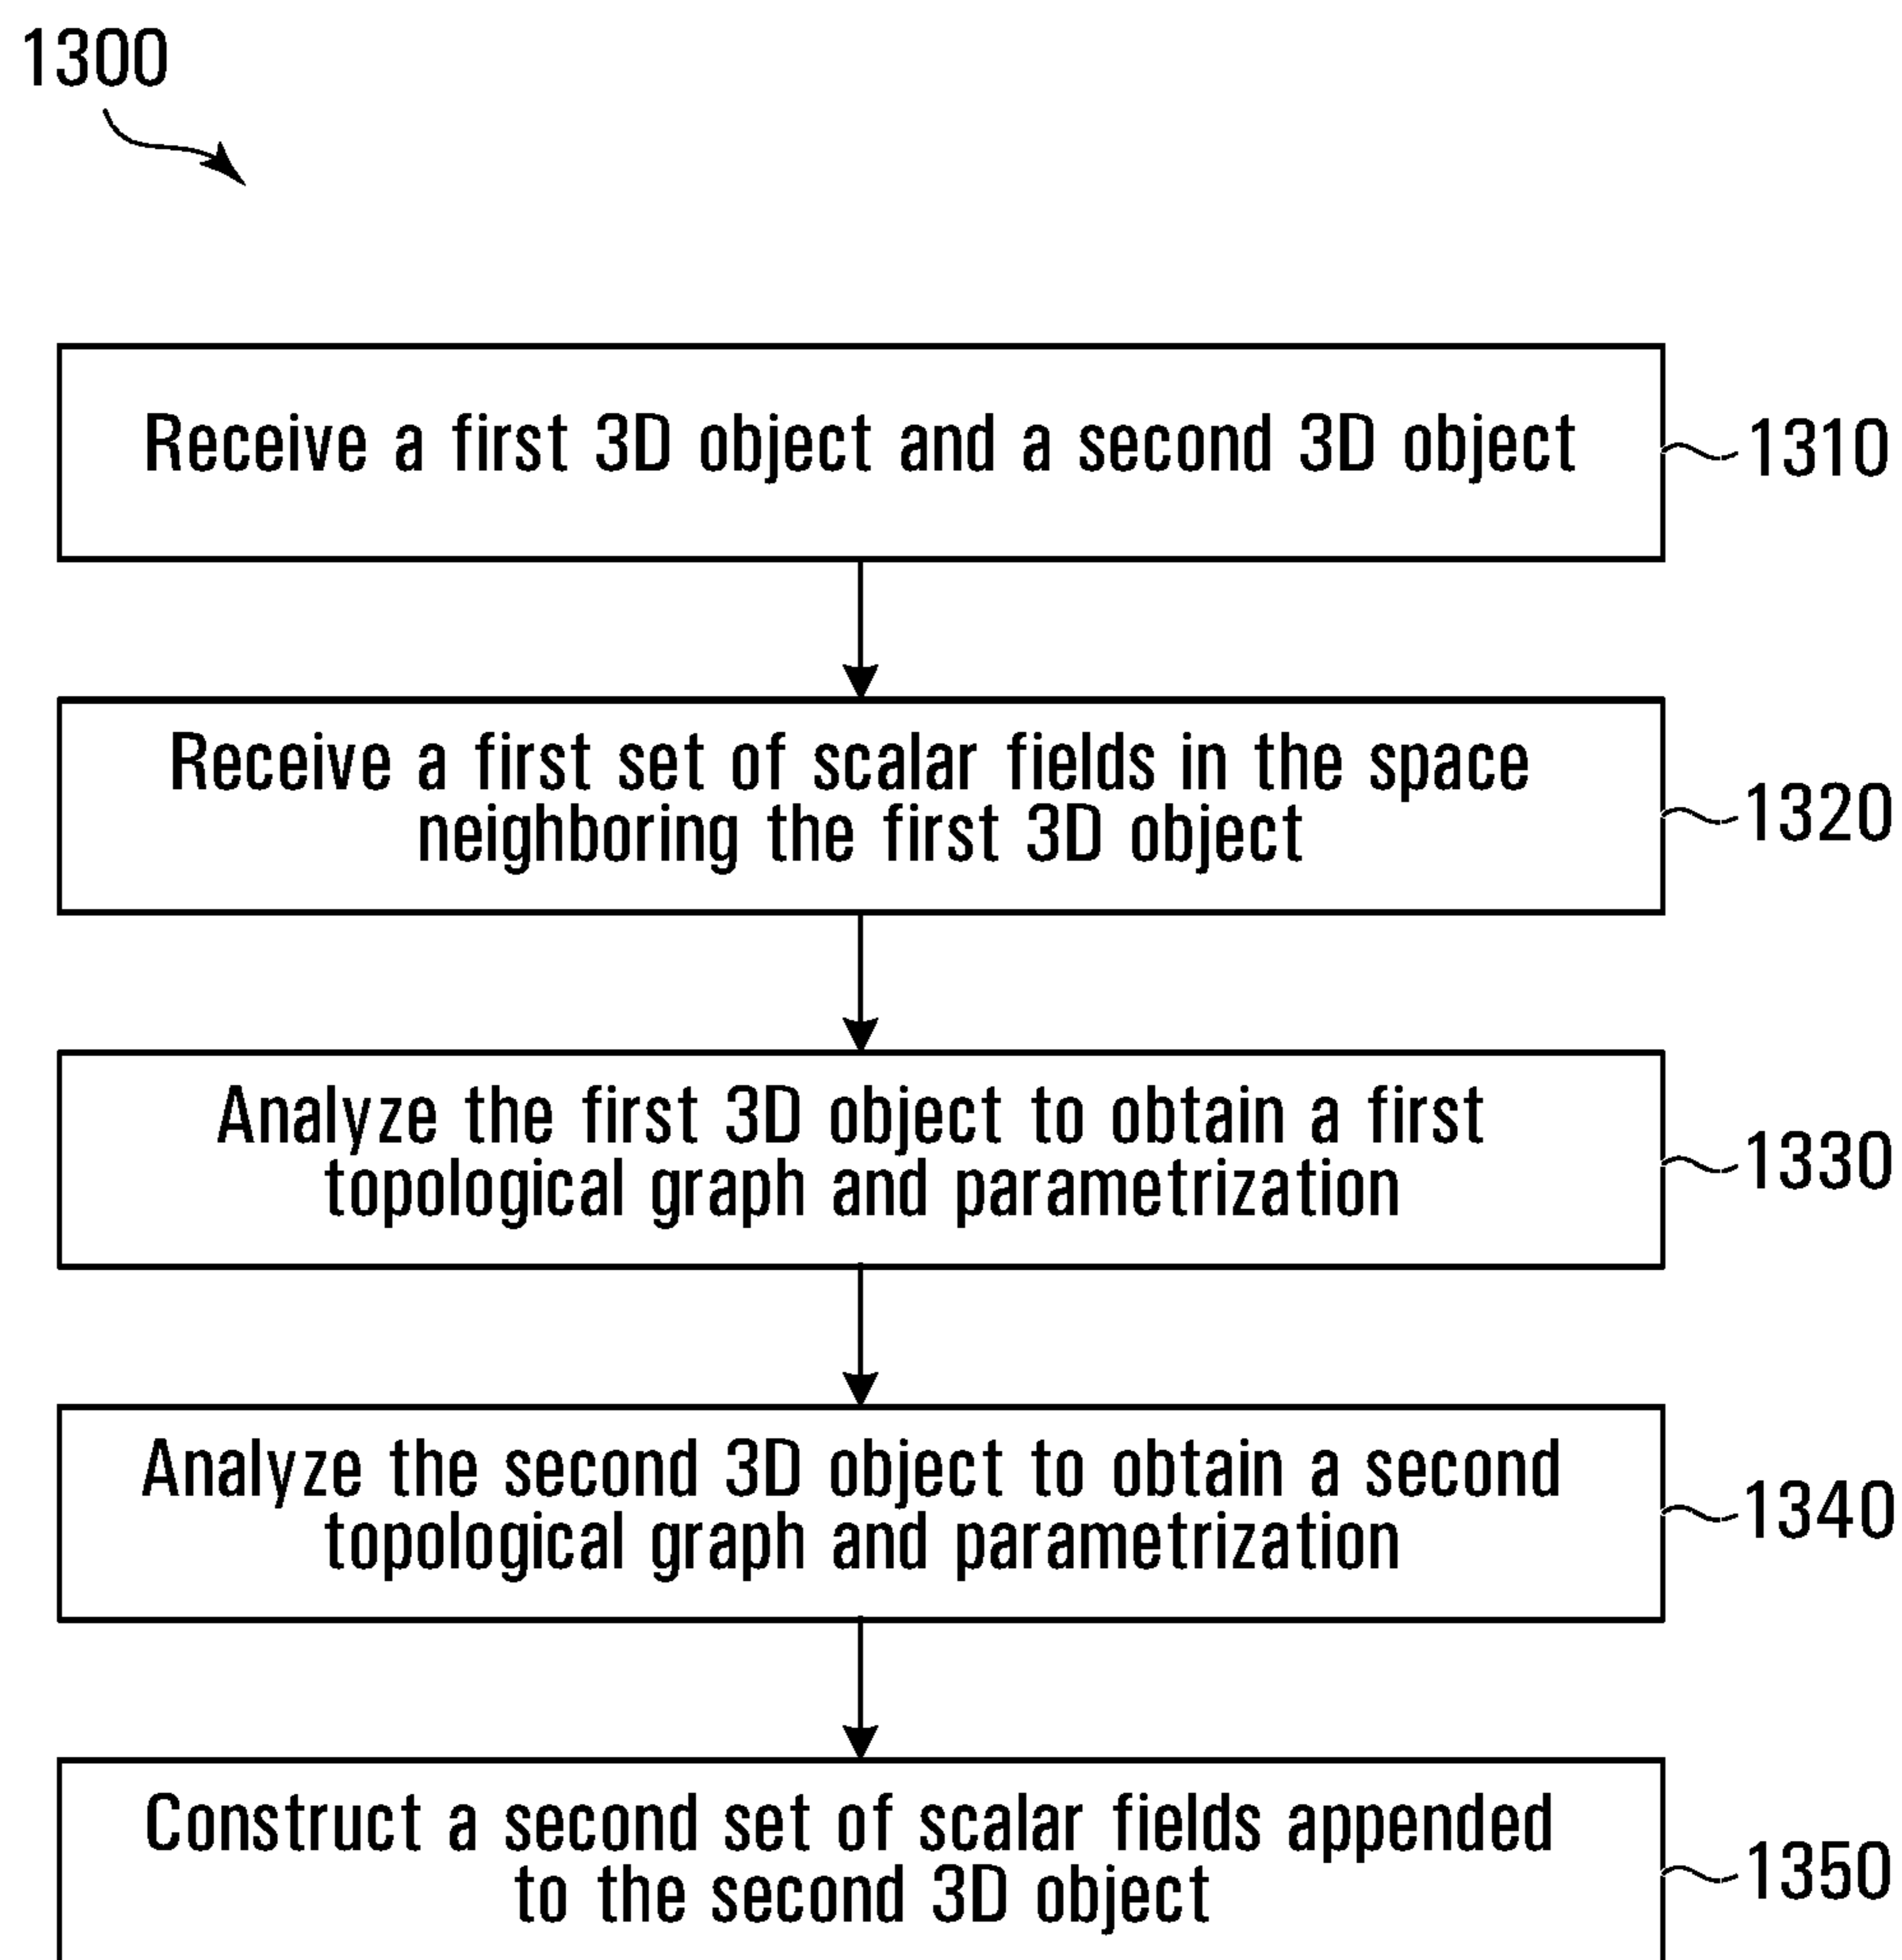 1300
Receive a first 3D object and a second 3D object
1310
Receive a first set of scalar fields in the space
neighboring the first 3D object
1320
Analyze the first 3D object to obtain a first
topological graph and parametrization
1330
Analyze the second 3D object to obtain a second
topological graph and parametrization
1340
Construct a second set of scalar fields appended
to the second 3D object
1350